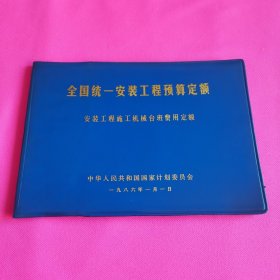 全国统一安装工程预算定额
安装工程施工机械台班费用定额
中华人民共和国国家计划委员会
一九八六年一月一日